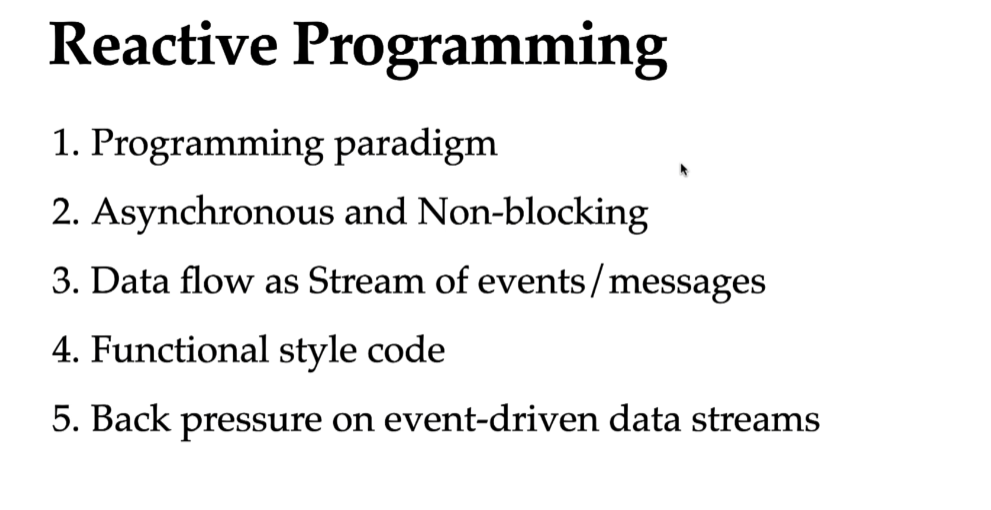 Reactive Programming
1. Programming paradigm
2. Asynchronous and Non-blocking
3. Data flow as Stream of events/messages
4. Functional style code
5. Back pressure on event-driven data streams